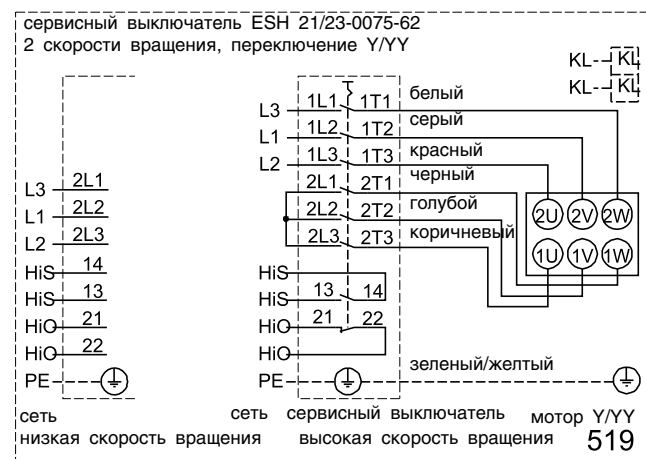 сервисный выключатель ESH 21/23-0075-62
2 скорости вращения, переключение Y/YY
KL--KL
KL--KL
L3 1L1 1T1 белый
L1 1L2 1T2 серый
L2 1L3 1T3 красный
2L1 2T1 черный
2L2 2T2 голубой
2L3 2T3 коричневый
L3 2L1
L1 2L2
L2 2L3
2U 2V 2W
1U 1V 1W
HiS 14 HiS
HiS 13 HiS 13 14
HiO 21 HiO 21 22
HiO 22 HiO
PE PE зеленый/желтый
сеть сеть сервисный выключатель мотор Y/YY
низкая скорость вращения высокая скорость вращения 519